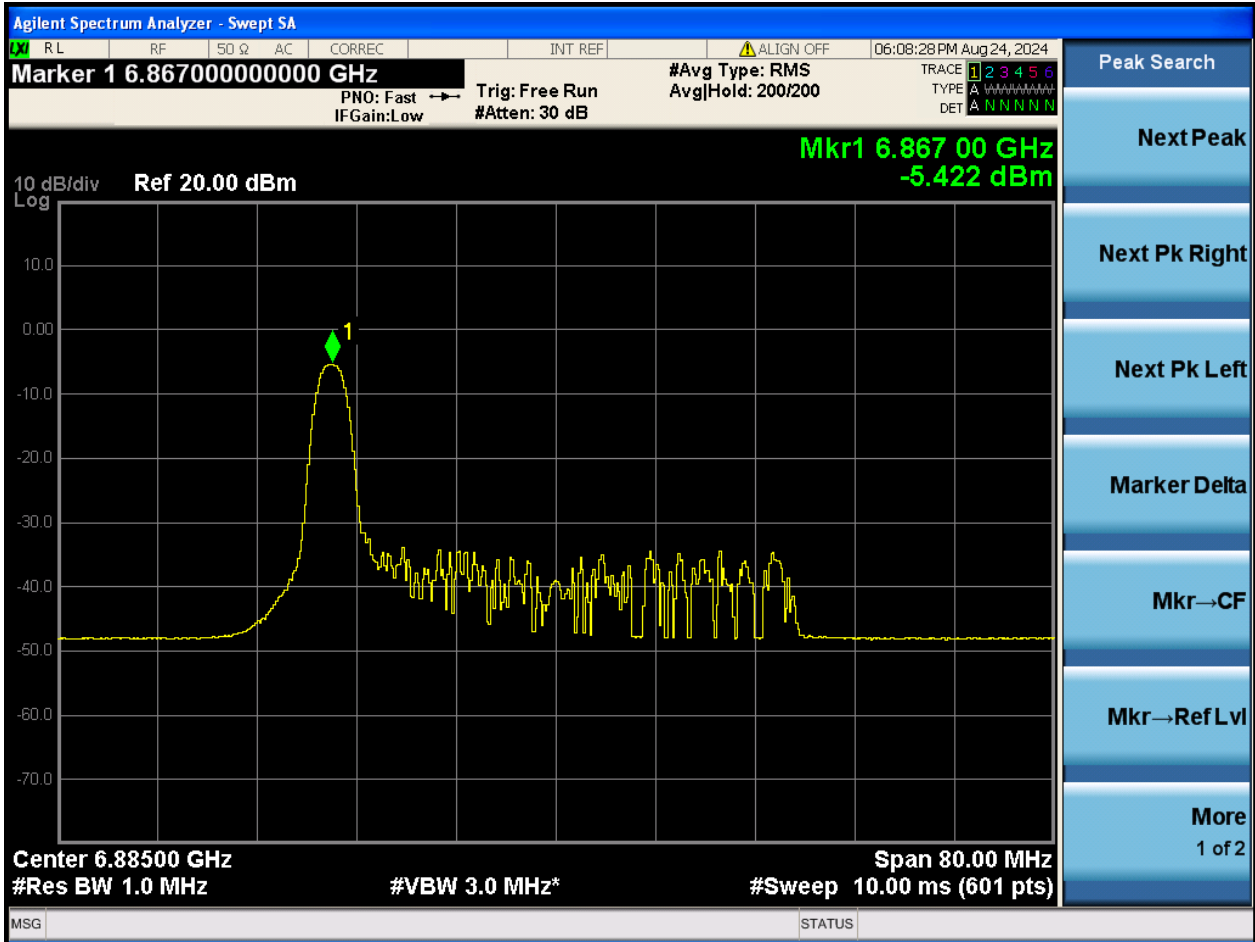 Agilent Spectrum Analyzer - Swept SA
LXI RL RF 50 Ω AC CORREC INT REF ALIGN OFF 06:08:28 PM Aug 24, 2024
Marker 1 6.867000000000 GHz
PNO: Fast
IFGain:Low
Trig: Free Run
#Atten: 30 dB
#Avg Type: RMS
Avg|Hold: 200/200
TRACE 1 2 3 4 5 6
TYPE A WWWWW
DET A N N N N N
Mkr1 6.867 00 GHz
-5.422 dBm
10 dB/div Ref 20.00 dBm
Log
10.0
0.00
-10.0
-20.0
-30.0
-40.0
-50.0
-60.0
-70.0
1
Center 6.88500 GHz Span 80.00 MHz
#Res BW 1.0 MHz #VBW 3.0 MHz* #Sweep 10.00 ms (601 pts)
MSG STATUS
Peak Search
Next Peak
Next Pk Right
Next Pk Left
Marker Delta
Mkr→CF
Mkr→Ref Lvl
More
1 of 2